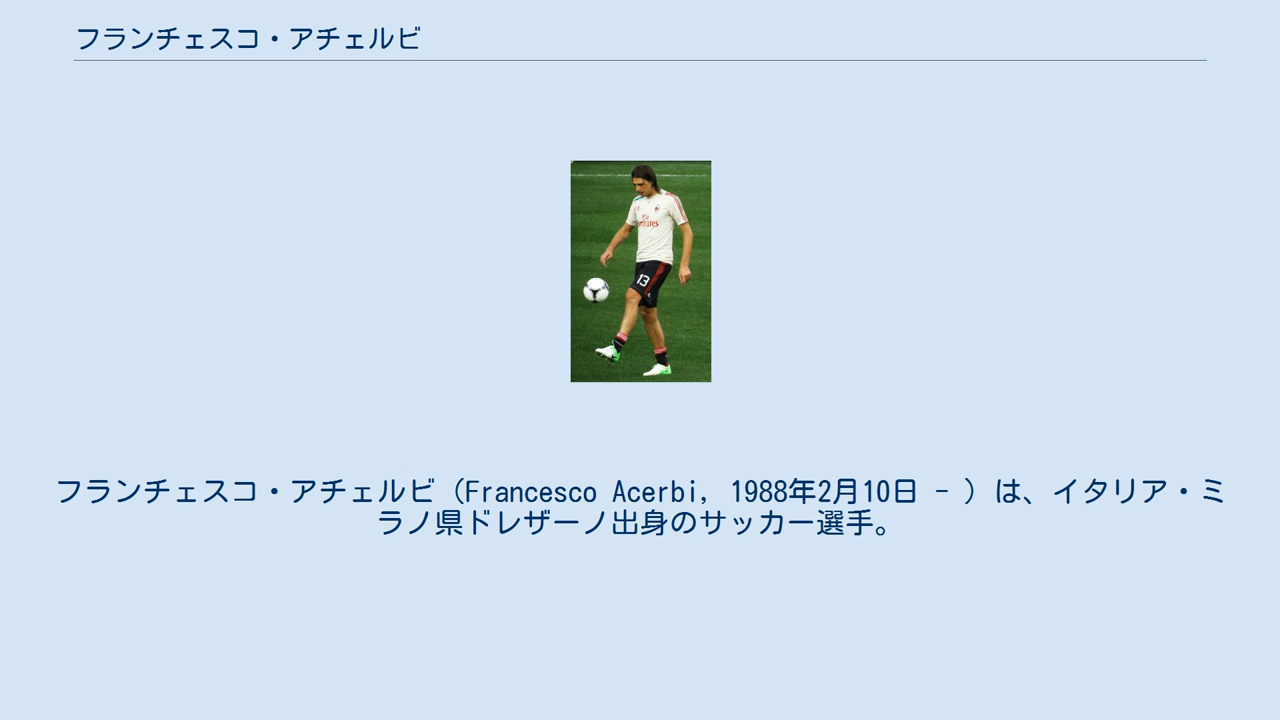 フランチェスコ・アチェルビ
Fly
Emirates
13
フランチェスコ・アチェルビ（Francesco Acerbi, 1988年2月10日 - ）は、イタリア・ミ
ラノ県ドレザーノ出身のサッカー選手。